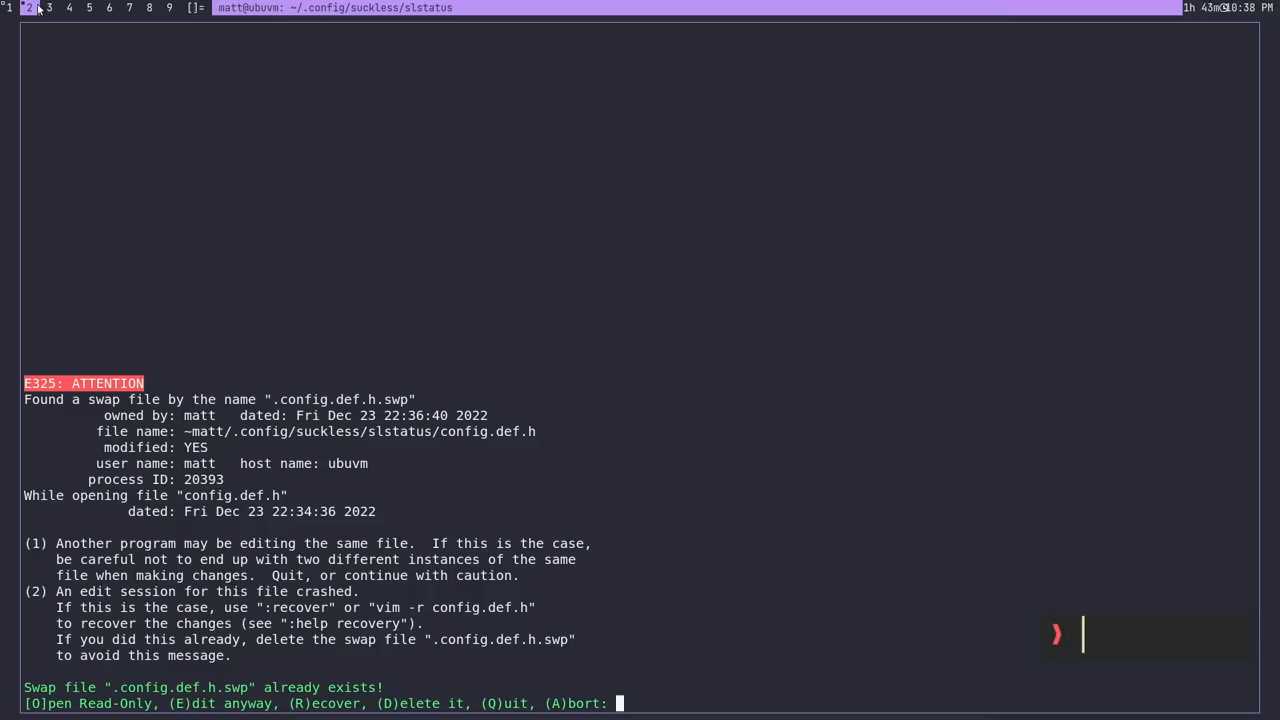 1 2 3 4 5 6 7 8 9 []= matt@ubuvm: ~/.config/suckless/slstatus 1h 43m 10:38 PM
E325: ATTENTION
Found a swap file by the name ".config.def.h.swp"
owned by: matt   dated: Fri Dec 23 22:36:40 2022
file name: ~matt/.config/suckless/slstatus/config.def.h
modified: YES
user name: matt   host name: ubuvm
process ID: 20393
While opening file "config.def.h"
dated: Fri Dec 23 22:34:36 2022
(1) Another program may be editing the same file.  If this is the case,
be careful not to end up with two different instances of the same
file when making changes.  Quit, or continue with caution.
(2) An edit session for this file crashed.
If this is the case, use ":recover" or "vim -r config.def.h"
to recover the changes (see ":help recovery").
If you did this already, delete the swap file ".config.def.h.swp"
to avoid this message.
Swap file ".config.def.h.swp" already exists!
[O]pen Read-Only, (E)dit anyway, (R)ecover, (D)elete it, (Q)uit, (A)bort: